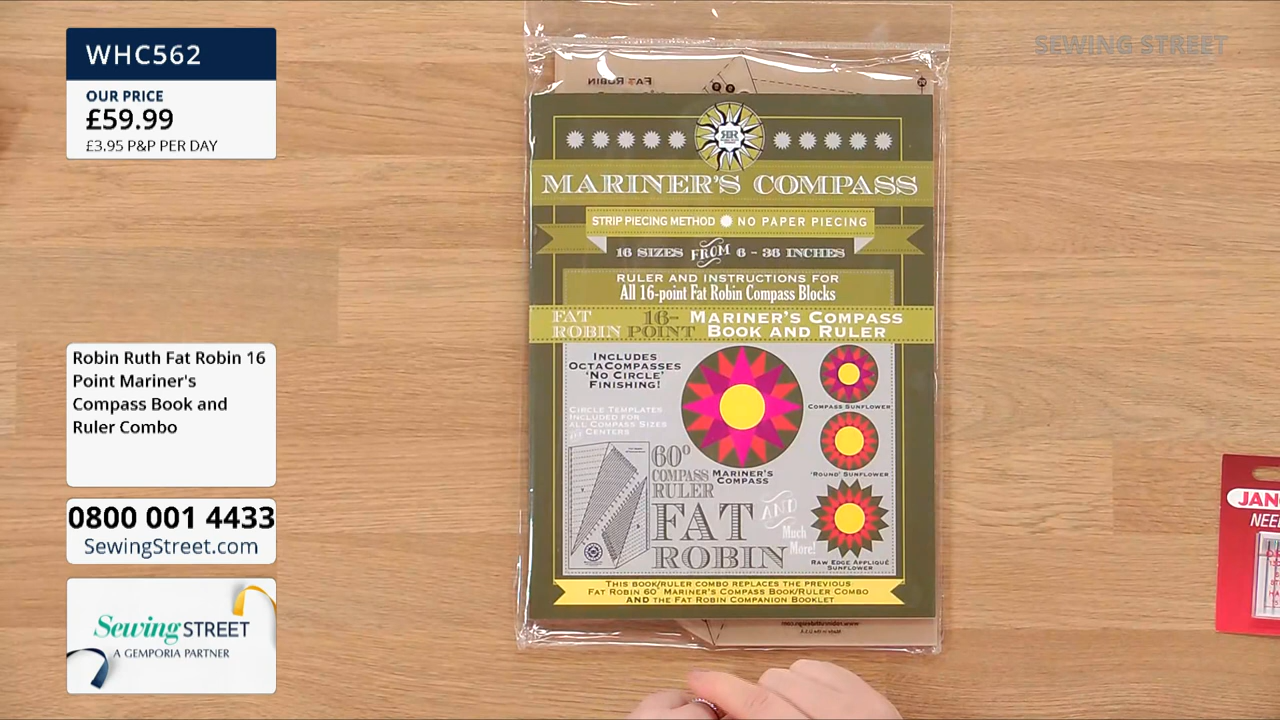 WHC562
OUR PRICE
£59.99
£3.95 P&P PER DAY
Robin Ruth Fat Robin 16
Point Mariner's
Compass Book and
Ruler Combo
0800 001 4433
SewingStreet.com
Sewing STREET
A GEMPORIA PARTNER
SEWING STREET
FAT ROBIN
RR
MARINER'S COMPASS
STRIP PIECING METHOD NO PAPER PIECING
16 SIZES FROM 6 - 36 INCHES
RULER AND INSTRUCTIONS FOR
All 16-point Fat Robin Compass Blocks
FAT ROBIN 16-POINT MARINER'S COMPASS
BOOK AND RULER
INCLUDES
OCTACOMPASSES
'NO CIRCLE'
FINISHING!
CIRCLE TEMPLATES
INCLUDED FOR
ALL COMPASS SIZES
and CENTERS
60°
COMPASS
RULER
FAT
ROBIN
MARINER'S
COMPASS
AND
Much
More!
COMPASS SUNFLOWER
'ROUND' SUNFLOWER
RAW EDGE APPLIQUÉ
SUNFLOWER
THIS BOOK/RULER COMBO REPLACES THE PREVIOUS
FAT ROBIN 60° MARINER'S COMPASS BOOK/RULER COMBO
AND THE FAT ROBIN COMPANION BOOKLET
JANO
NEE